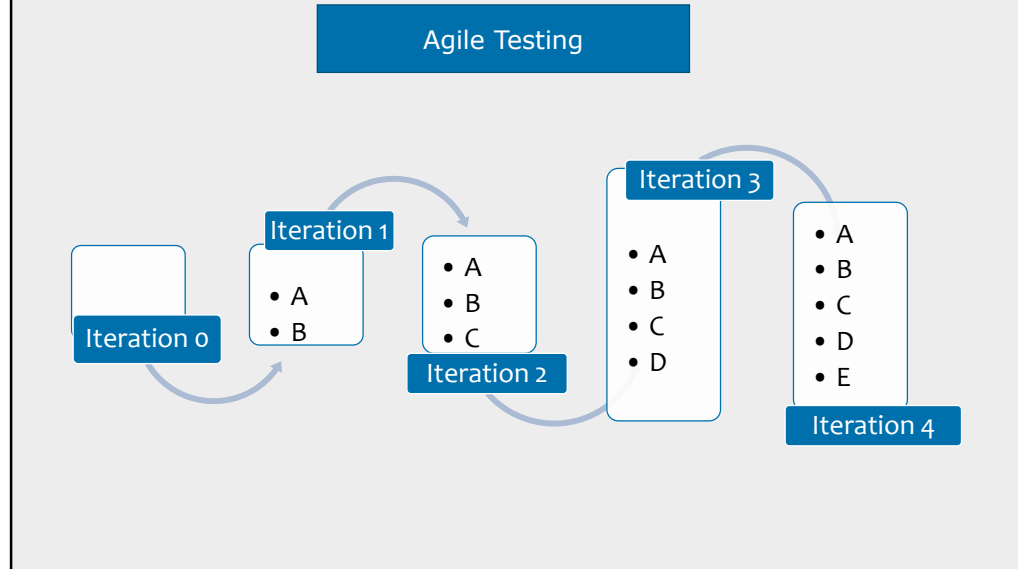 Agile Testing
Iteration 0
Iteration 1
• A
• B
• A
• B
• C
Iteration 2
Iteration 3
• A
• B
• C
• D
• A
• B
• C
• D
• E
Iteration 4